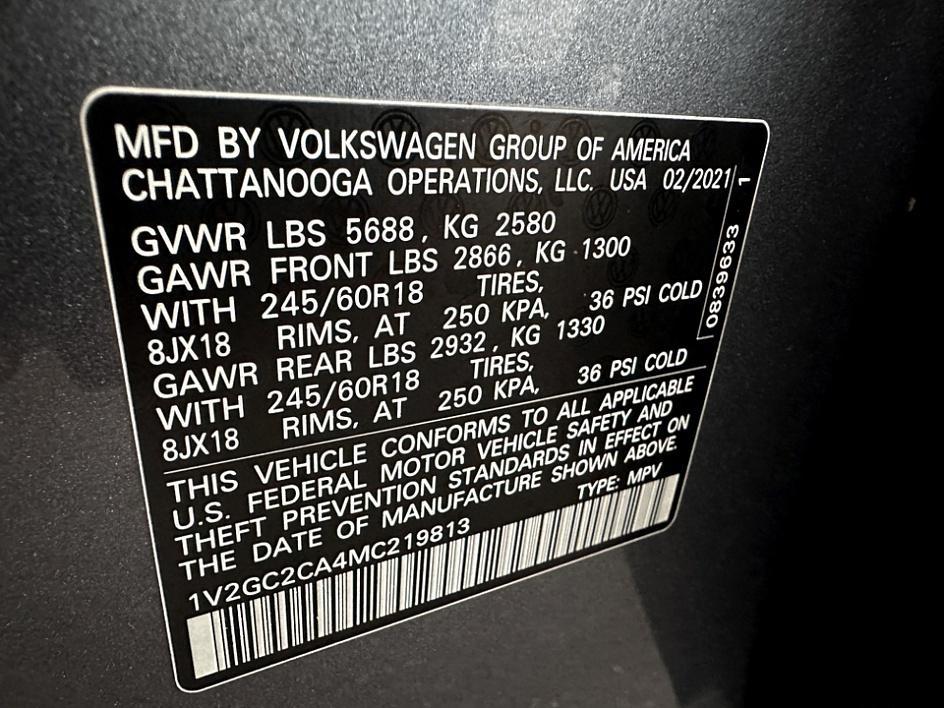 MFD BY VOLKSWAGEN GROUP OF AMERICA
CHATTANOOGA OPERATIONS, LLC. USA 02/2021
GVWR LBS 5688, KG 2580
GAWR FRONT LBS 2866, KG 1300
WITH 245/60R18 TIRES,
8JX18 RIMS, AT 250 KPA, 36 PSI COLD
GAWR REAR LBS 2932, KG 1330
WITH 245/60R18 TIRES,
8JX18 RIMS, AT 250 KPA, 36 PSI COLD
THIS VEHICLE CONFORMS TO ALL APPLICABLE
U.S. FEDERAL MOTOR VEHICLE SAFETY AND
THEFT PREVENTION STANDARDS IN EFFECT ON
THE DATE OF MANUFACTURE SHOWN ABOVE.
TYPE: MPV
1V2GC2CA4MC219813
0839633 1